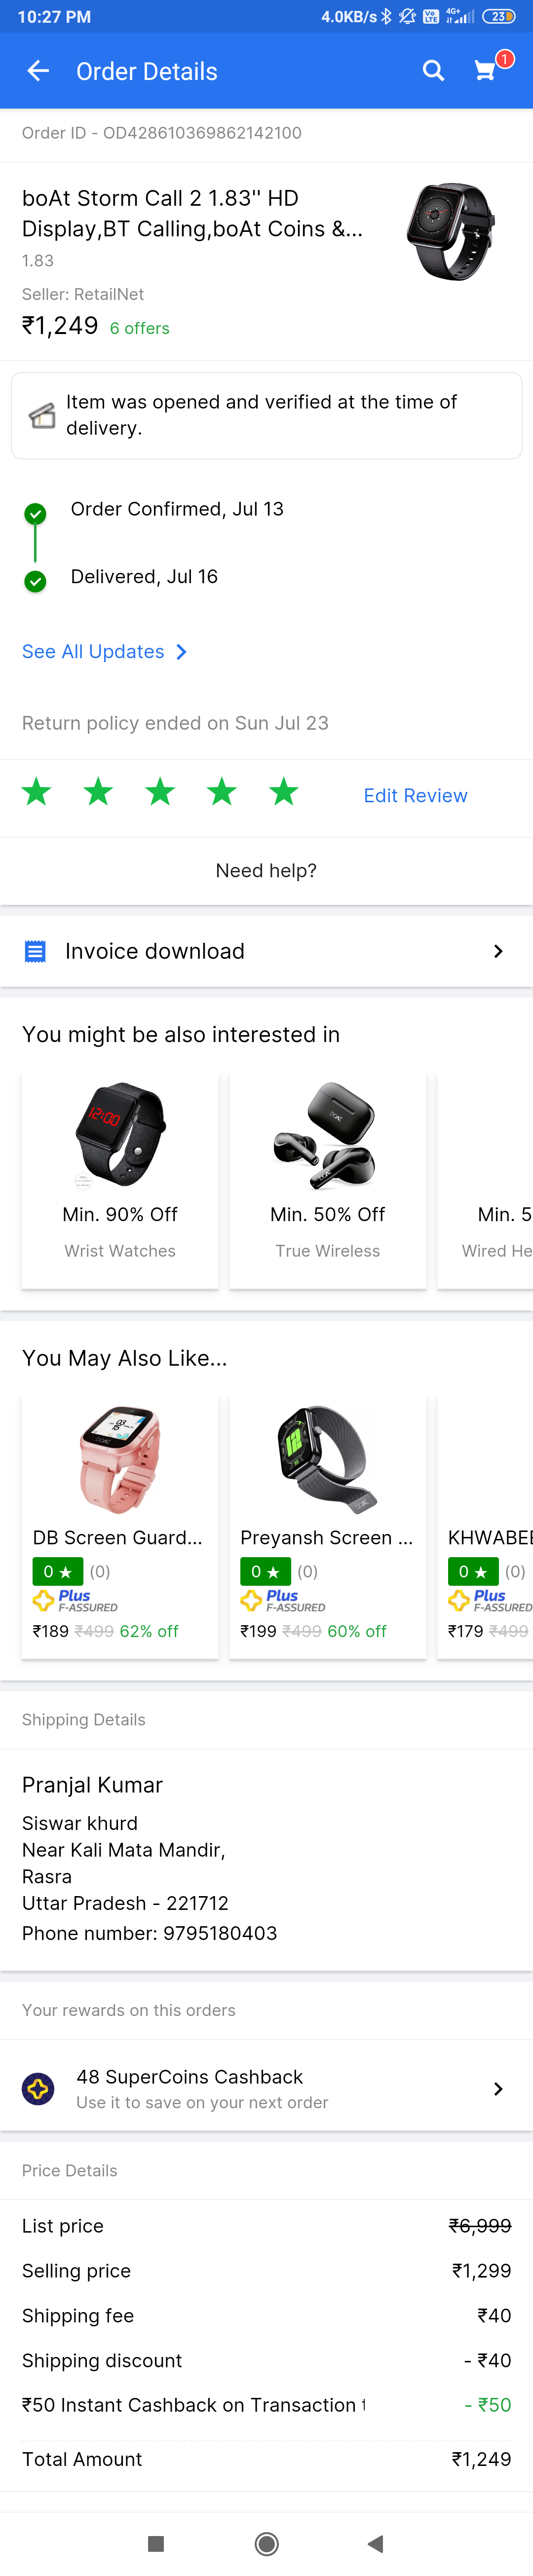 10:27 PM
4.0KB/s
Vo LTE
4G+
23
Order Details
1
Order ID - OD428610369862142100
boAt Storm Call 2 1.83'' HD
Display,BT Calling,boAt Coins &...
1.83
Seller: RetailNet
₹1,249 6 offers
Item was opened and verified at the time of
delivery.
Order Confirmed, Jul 13
Delivered, Jul 16
See All Updates
Return policy ended on Sun Jul 23
Edit Review
Need help?
Invoice download
You might be also interested in
12:00
boAt
Min. 90% Off
Min. 50% Off
Min. 5
Wrist Watches
True Wireless
Wired He
You May Also Like...
DB Screen Guard...
Preyansh Screen ...
KHWABEE
0 ★ (0)
0 ★ (0)
0 ★ (0)
Plus
F-ASSURED
Plus
F-ASSURED
Plus
F-ASSURED
₹189 ₹499 62% off
₹199 ₹499 60% off
₹179 ₹499
Shipping Details
Pranjal Kumar
Siswar khurd
Near Kali Mata Mandir,
Rasra
Uttar Pradesh - 221712
Phone number: 9795180403
Your rewards on this orders
48 SuperCoins Cashback
Use it to save on your next order
Price Details
List price ₹6,999
Selling price ₹1,299
Shipping fee ₹40
Shipping discount - ₹40
₹50 Instant Cashback on Transaction t - ₹50
Total Amount ₹1,249